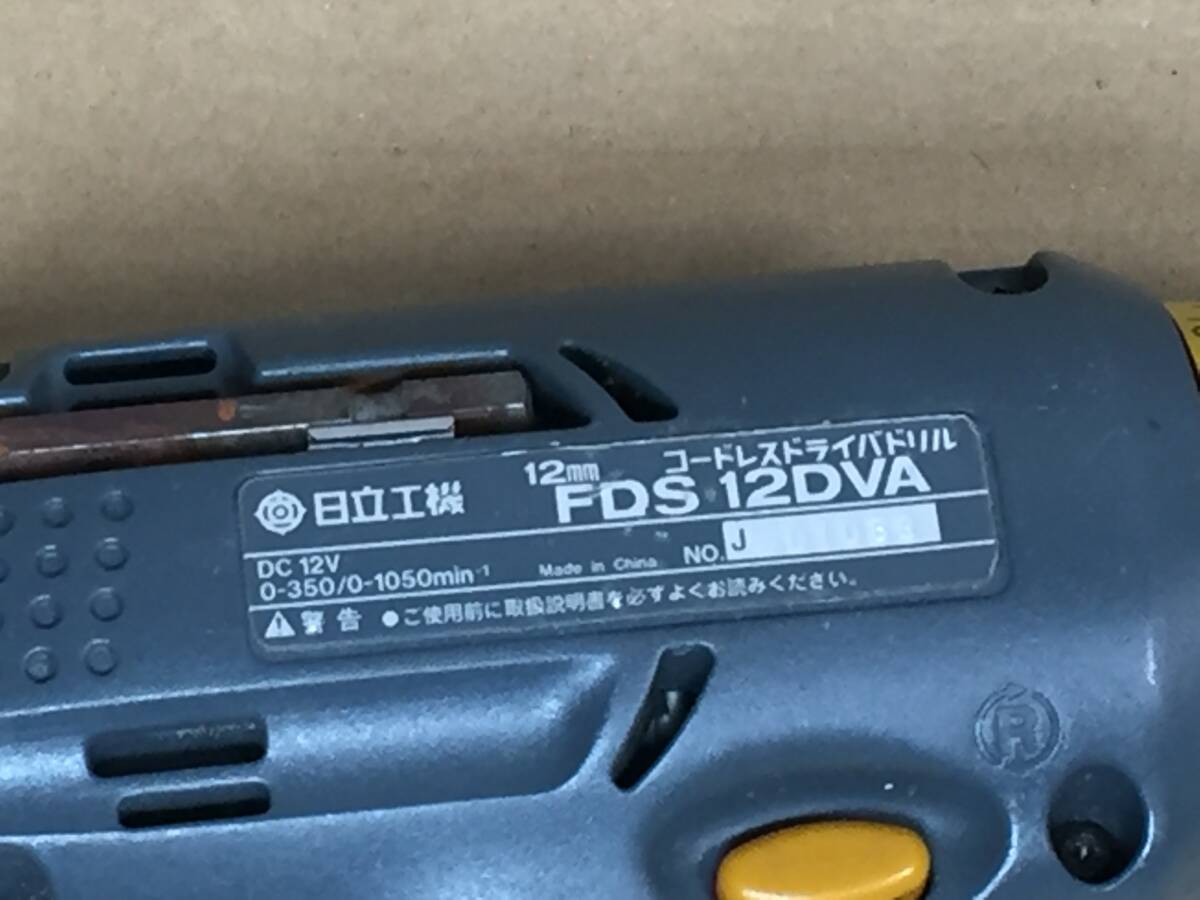 日立工機
12mm
コードレスドライバドリル
FDS 12DVA
DC 12V
0-350/0-1050min⁻¹
Made in China
NO. J
警告 ●ご使用前に取扱説明書を必ずよくお読みください。
R